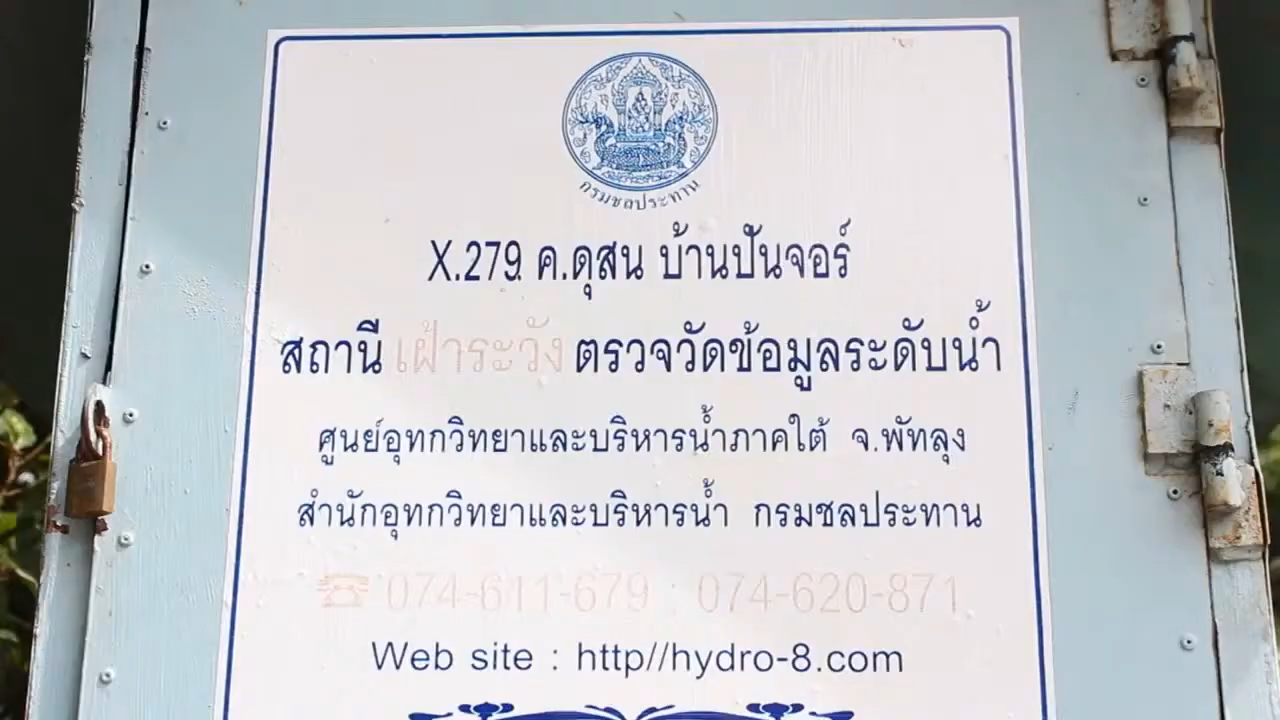 กรมชลประทาน
X.279 ค.ดุสน บ้านปันจอร์
สถานี เฝ้าระวัง ตรวจวัดข้อมูลระดับน้ำ
ศูนย์อุทกวิทยาและบริหารน้ำภาคใต้ จ.พัทลุง
สำนักอุทกวิทยาและบริหารน้ำ กรมชลประทาน
☎ 074-611-679 : 074-620-871
Web site : http//hydro-8.com